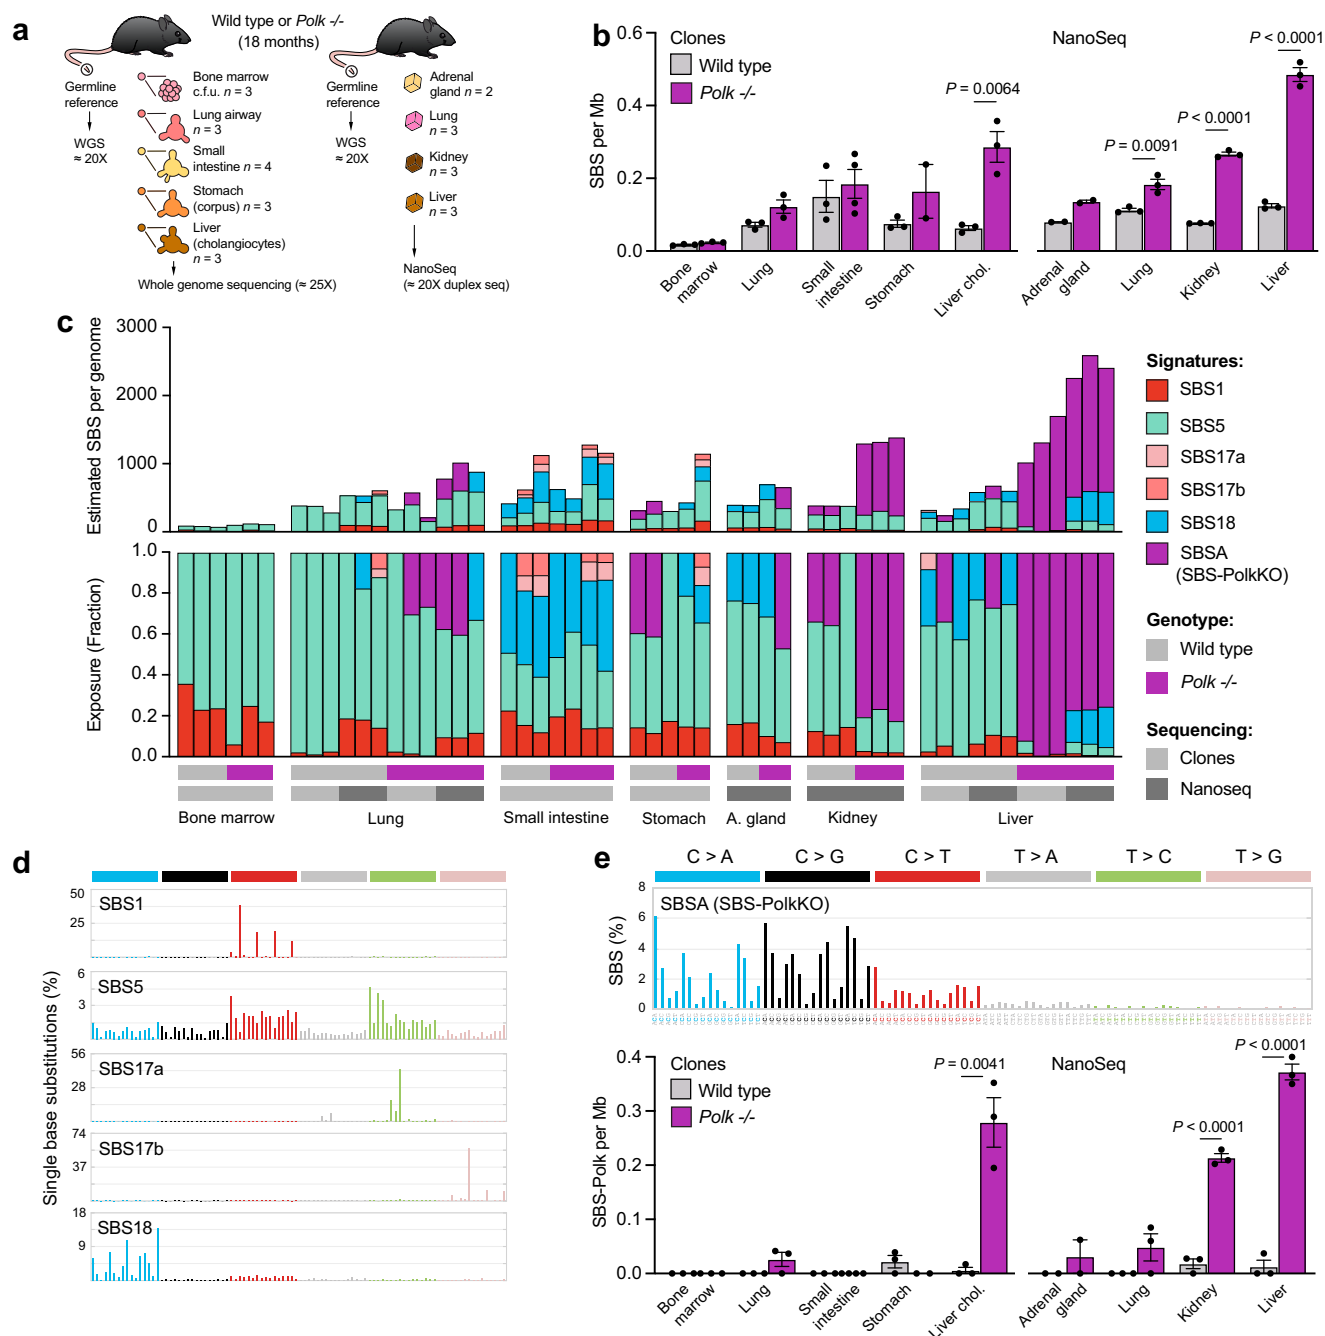 a
Wild type or Polk -/-
(18 months)
Germline
reference
WGS
≈ 20X
Bone marrow
c.f.u. n = 3
Lung airway
n = 3
Small
intestine n = 4
Stomach
(corpus) n = 3
Liver
(cholangiocytes)
n = 3
Whole genome sequencing (≈ 25X)
Germline
reference
WGS
≈ 20X
Adrenal
gland n = 2
Lung
n = 3
Kidney
n = 3
Liver
n = 3
NanoSeq
(≈ 20X duplex seq)
b
SBS per Mb
0.6
0.4
0.2
0.0
Clones
Wild type
Polk -/-
NanoSeq
P = 0.0064
P = 0.0091
P < 0.0001
P < 0.0001
Bone
marrow
Lung
Small
intestine
Stomach
Liver chol.
Adrenal
gland
Lung
Kidney
Liver
c
Estimated SBS per genome
3000
2000
1000
0
Exposure (Fraction)
1.0
0.8
0.6
0.4
0.2
0.0
Bone marrow
Lung
Small intestine
Stomach
A. gland
Kidney
Liver
Signatures:
SBS1
SBS5
SBS17a
SBS17b
SBS18
SBSA
(SBS-PolkKO)
Genotype:
Wild type
Polk -/-
Sequencing:
Clones
Nanoseq
d
Single base substitutions (%)
50
25
SBS1
6
3
SBS5
56
28
SBS17a
74
37
SBS17b
18
9
SBS18
e
C > A
C > G
C > T
T > A
T > C
T > G
SBS (%)
8
6
4
2
0
SBSA (SBS-PolkKO)
SBS-Polk per Mb
0.4
0.3
0.2
0.1
0.0
Clones
Wild type
Polk -/-
NanoSeq
P = 0.0041
P < 0.0001
P < 0.0001
Bone
marrow
Lung
Small
intestine
Stomach
Liver chol.
Adrenal
gland
Lung
Kidney
Liver